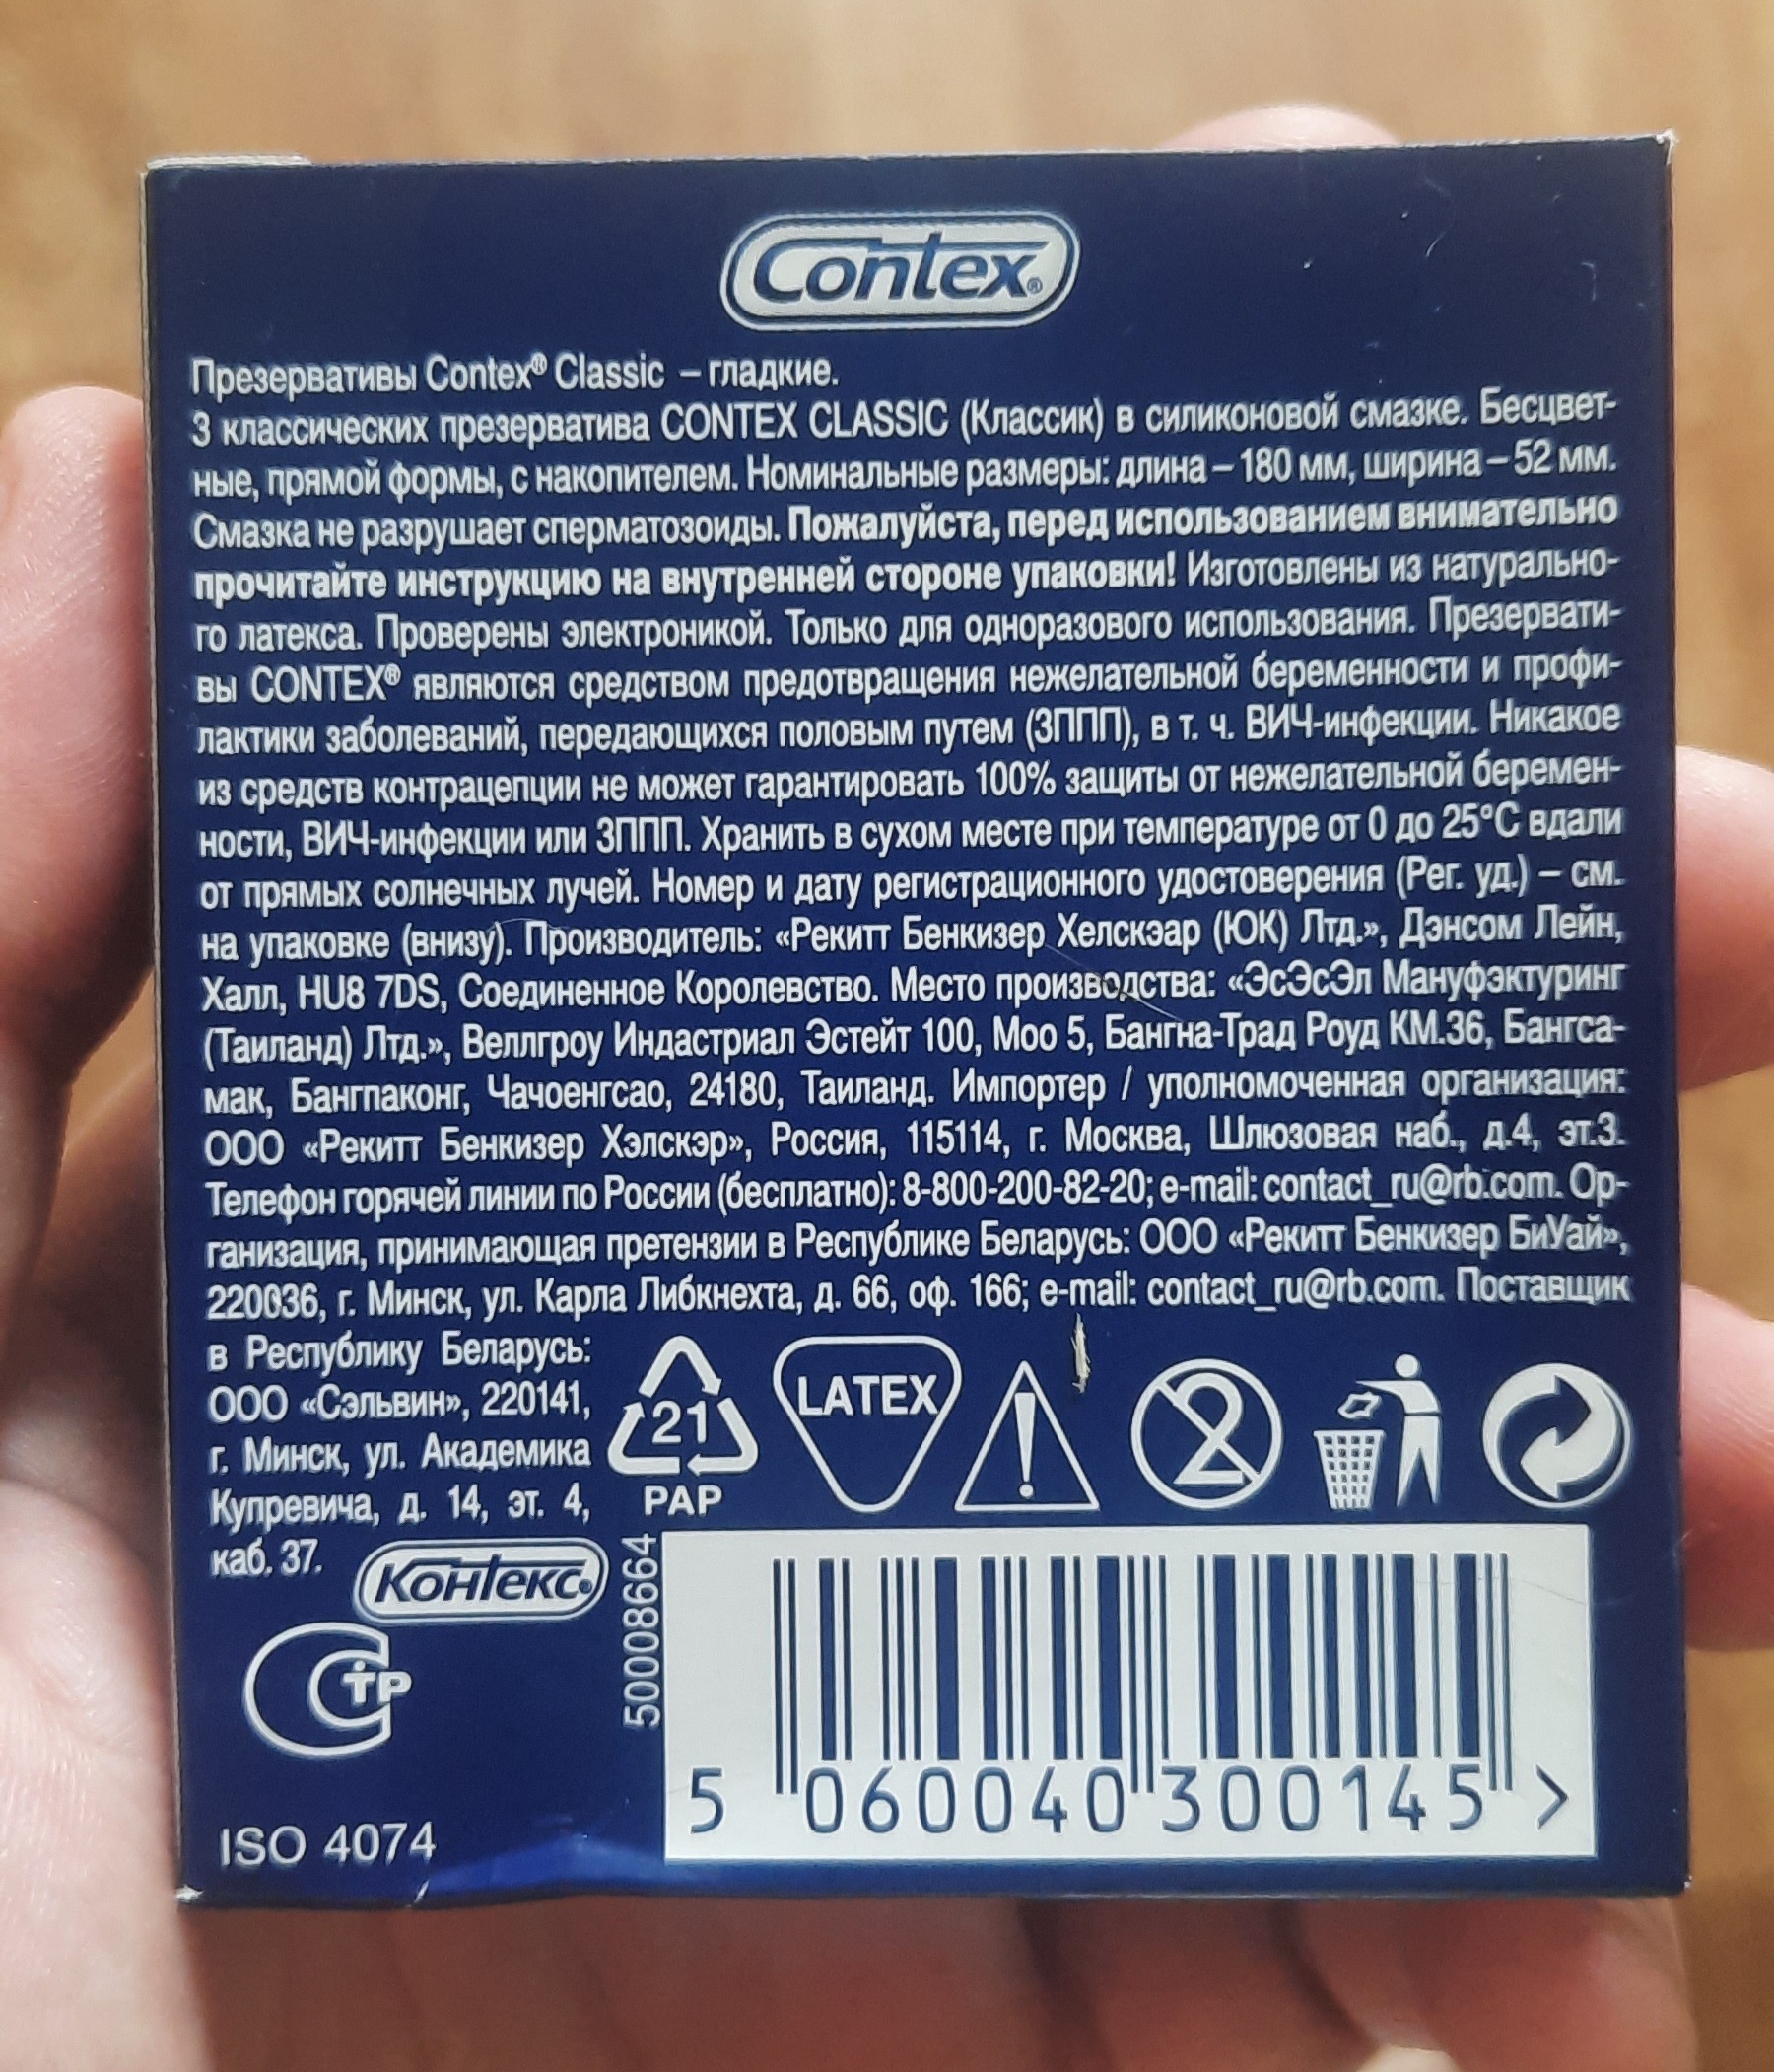 Contex®
Презервативы Contex® Classic – гладкие.
3 классических презерватива CONTEX CLASSIC (Классик) в силиконовой смазке. Бесцвет-
ные, прямой формы, с накопителем. Номинальные размеры: длина – 180 мм, ширина – 52 мм.
Смазка не разрушает сперматозоиды. Пожалуйста, перед использованием внимательно
прочитайте инструкцию на внутренней стороне упаковки! Изготовлены из натурально-
го латекса. Проверены электроникой. Только для одноразового использования. Презервати-
вы CONTEX® являются средством предотвращения нежелательной беременности и профи-
лактики заболеваний, передающихся половым путем (ЗППП), в т. ч. ВИЧ-инфекции. Никакое
из средств контрацепции не может гарантировать 100% защиты от нежелательной беремен-
ности, ВИЧ-инфекции или ЗППП. Хранить в сухом месте при температуре от 0 до 25°C вдали
от прямых солнечных лучей. Номер и дату регистрационного удостоверения (Рег. уд.) – см.
на упаковке (внизу). Производитель: «Рекитт Бенкизер Хелскэар (ЮК) Лтд.», Дэнсом Лейн,
Халл, HU8 7DS, Соединенное Королевство. Место производства: «ЭсЭсЭл Мануфэктуринг
(Таиланд) Лтд.», Веллгроу Индастриал Эстейт 100, Моо 5, Бангна-Трад Роуд КМ.36, Бангса-
мак, Бангпаконг, Чачоенгсао, 24180, Таиланд. Импортер / уполномоченная организация:
ООО «Рекитт Бенкизер Хэлскэр», Россия, 115114, г. Москва, Шлюзовая наб., д.4, эт.3.
Телефон горячей линии по России (бесплатно): 8-800-200-82-20; e-mail: contact_ru@rb.com. Ор-
ганизация, принимающая претензии в Республике Беларусь: ООО «Рекитт Бенкизер БиУай»,
220036, г. Минск, ул. Карла Либкнехта, д. 66, оф. 166; e-mail: contact_ru@rb.com. Поставщик
в Республику Беларусь:
ООО «Сэльвин», 220141,
г. Минск, ул. Академика
Купревича, д. 14, эт. 4,
каб. 37.
21
PAP
LATEX
2
Контекс®
СТР
ISO 4074
50008664
5 060040 300145 >